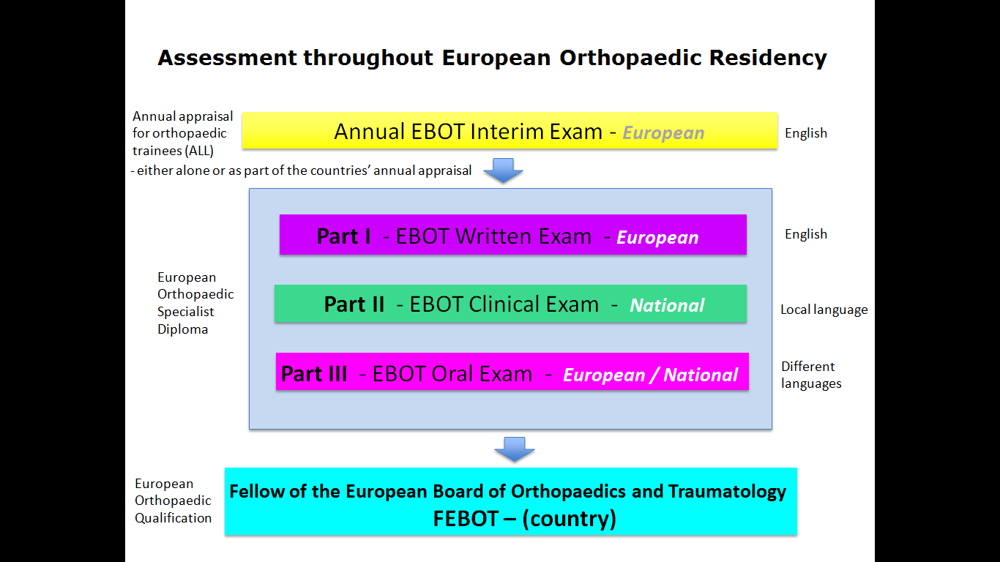 Assessment throughout European Orthopaedic Residency
Annual appraisal
for orthopaedic
trainees (ALL)
- either alone or as part of the countries’ annual appraisal
Annual EBOT Interim Exam - European
English
European
Orthopaedic
Specialist
Diploma
Part I - EBOT Written Exam - European
English
Part II - EBOT Clinical Exam - National
Local language
Part III - EBOT Oral Exam - European / National
Different
languages
European
Orthopaedic
Qualification
Fellow of the European Board of Orthopaedics and Traumatology
FEBOT – (country)